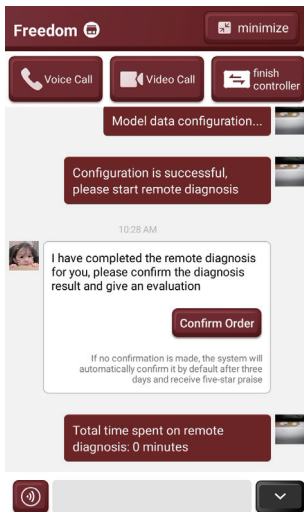 Freedom
minimize
Voice Call
Video Call
finish
controller
Model data configuration...
Configuration is successful,
please start remote diagnosis
10:28 AM
I have completed the remote diagnosis
for you, please confirm the diagnosis
result and give an evaluation
Confirm Order
If no confirmation is made, the system will
automatically confirm it by default after three
days and receive five-star praise
Total time spent on remote
diagnosis: 0 minutes